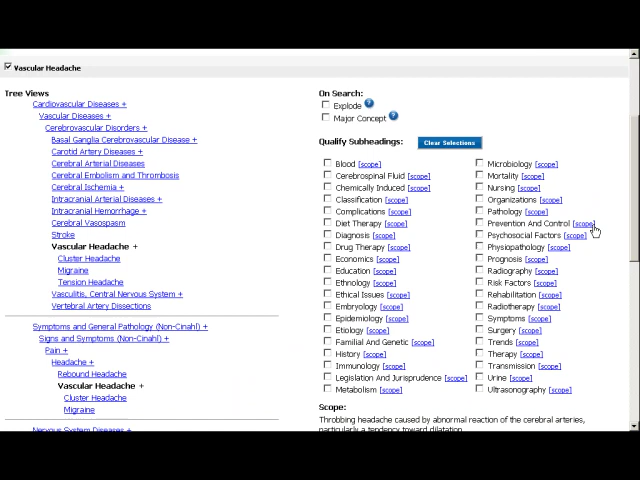 Vascular Headache
Tree Views
Cardiovascular Diseases +
Vascular Diseases +
Cerebrovascular Disorders +
Basal Ganglia Cerebrovascular Disease +
Carotid Artery Diseases +
Cerebral Arterial Diseases
Cerebral Embolism and Thrombosis
Cerebral Ischemia +
Intracranial Arterial Diseases +
Intracranial Hemorrhage +
Cerebral Vasospasm
Stroke
Vascular Headache +
Cluster Headache
Migraine
Tension Headache
Vasculitis, Central Nervous System +
Vertebral Artery Dissections
Symptoms and General Pathology (Non-Cinahl) +
Signs and Symptoms (Non-Cinahl) +
Pain +
Headache +
Rebound Headache
Vascular Headache +
Cluster Headache
Migraine
Nervous System Diseases +
On Search:
Explode ?
Major Concept ?
Qualify Subheadings: Clear Selections
Blood [scope]
Cerebrospinal Fluid [scope]
Chemically Induced [scope]
Classification [scope]
Complications [scope]
Diet Therapy [scope]
Diagnosis [scope]
Drug Therapy [scope]
Economics [scope]
Education [scope]
Ethnology [scope]
Ethical Issues [scope]
Embryology [scope]
Epidemiology [scope]
Etiology [scope]
Familial And Genetic [scope]
History [scope]
Immunology [scope]
Legislation And Jurisprudence [scope]
Metabolism [scope]
Microbiology [scope]
Mortality [scope]
Nursing [scope]
Organizations [scope]
Pathology [scope]
Prevention And Control [scope]
Psychosocial Factors [scope]
Physiopathology [scope]
Prognosis [scope]
Radiography [scope]
Risk Factors [scope]
Rehabilitation [scope]
Radiotherapy [scope]
Symptoms [scope]
Surgery [scope]
Trends [scope]
Therapy [scope]
Transmission [scope]
Urine [scope]
Ultrasonography [scope]
Scope:
Throbbing headache caused by abnormal reaction of the cerebral arteries,
particularly a tendency toward dilatation.